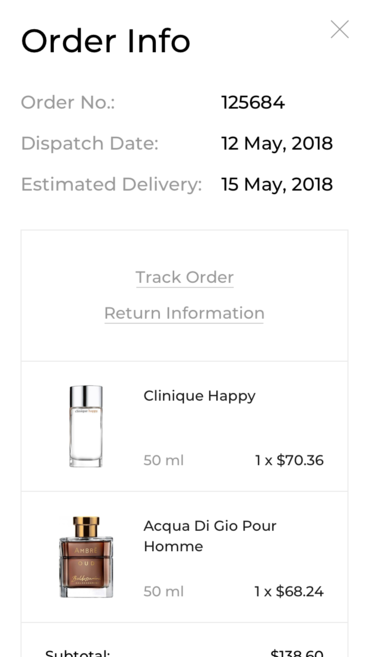 Order Info
Order No.: 125684
Dispatch Date: 12 May, 2018
Estimated Delivery: 15 May, 2018
Track Order
Return Information
Clinique Happy
50 ml 1 x $70.36
Acqua Di Gio Pour
Homme
AMBRE
OUD
50 ml 1 x $68.24
Subtotal: $138.60